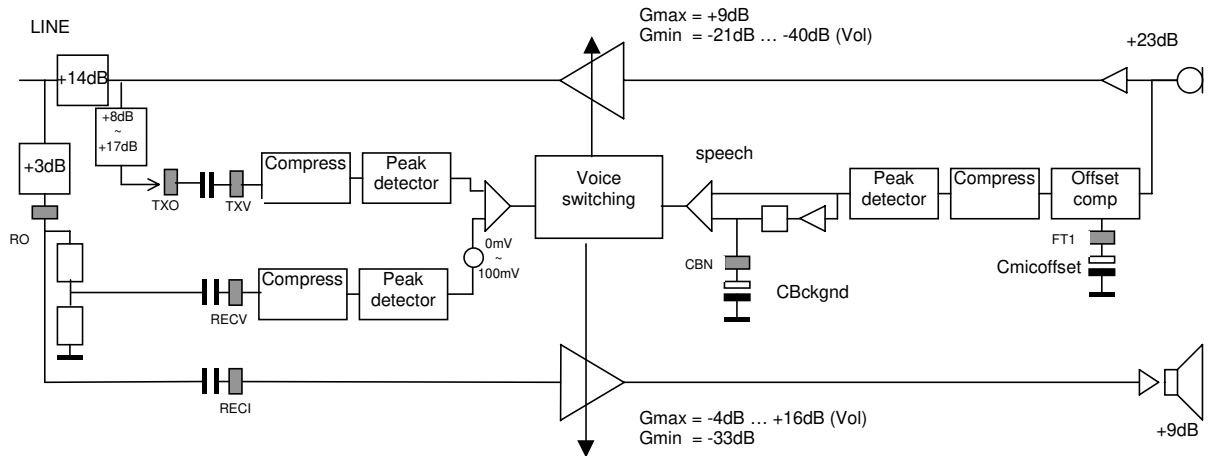 LINE
Gmax = +9dB
Gmin = -21dB … -40dB (Vol)
+23dB
+14dB
+8dB
~
+17dB
+3dB
speech
Compress
Peak
detector
Voice
switching
Peak
detector
Compress
Offset
comp
TXO
TXV
RO
0mV
~
100mV
CBN
FT1
Cmicoffset
CBckgnd
Compress
Peak
detector
RECV
RECI
Gmax = -4dB … +16dB (Vol)
Gmin = -33dB
+9dB